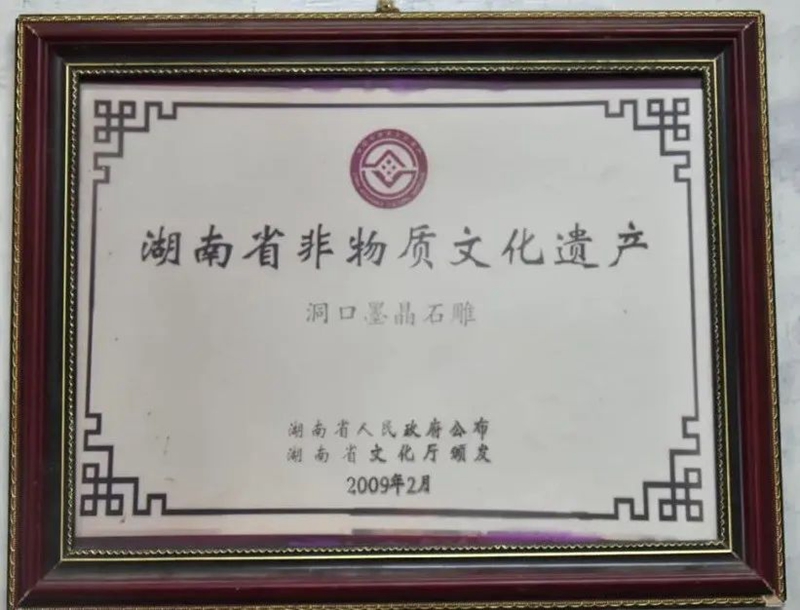 湖南省非物质文化遗产
洞口墨晶石雕
湖南省人民政府公布
湖南省文化厅颁发
2009年2月